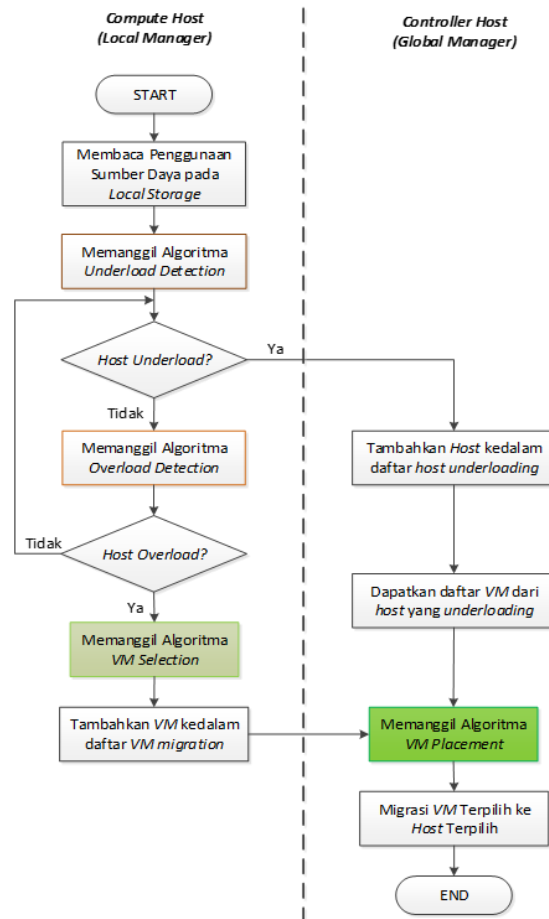 Compute Host
(Local Manager)
Controller Host
(Global Manager)
START
Membaca Penggunaan
Sumber Daya pada
Local Storage
Memanggil Algoritma
Underload Detection
Host Underload?
Ya
Tidak
Memanggil Algoritma
Overload Detection
Tambahkan Host kedalam
daftar host underloading
Tidak
Host Overload?
Ya
Dapatkan daftar VM dari
host yang underloading
Memanggil Algoritma
VM Selection
Tambahkan VM kedalam
daftar VM migration
Memanggil Algoritma
VM Placement
Migrasi VM Terpilih ke
Host Terpilih
END